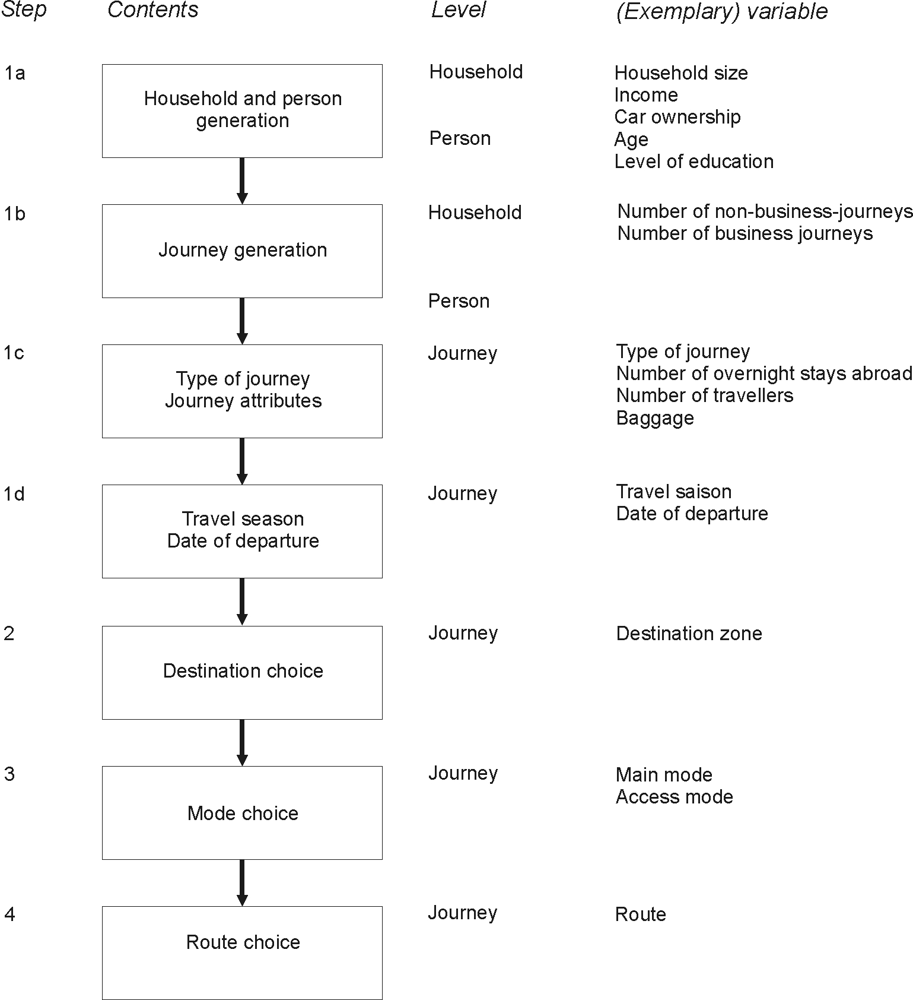 Step Contents Level (Exemplary) variable
1a Household Household size
Household and person Income
generation Car ownership
Person Age
Level of education
1b Household Number of non-business-journeys
Number of business journeys
Journey generation
Person
1c Journey Type of journey
Type of journey Number of overnight stays abroad
Journey attributes Number of travellers
Baggage
1d Journey Travel saison
Travel season Date of departure
Date of departure
2 Journey Destination zone
Destination choice
3 Journey Main mode
Access mode
Mode choice
4 Journey Route
Route choice